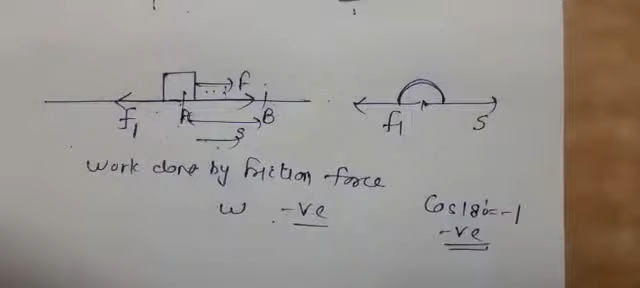 F
f1 A B
S
f1 S
Work done by friction force
W -ve
Cos180=-1
-ve